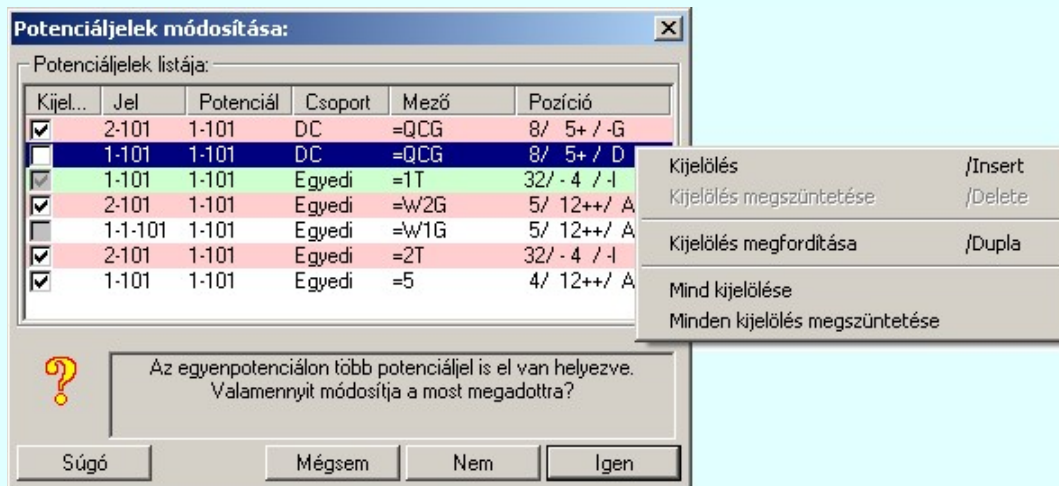 Potenciáljelek módosítása:
Potenciáljelek listája:
Kijel... Jel Potenciál Csoport Mező Pozíció
2-101 1-101 DC =QCG 8/ 5+ / -G
1-101 1-101 DC =QCG 8/ 5+ / D
1-101 1-101 Egyedi =1T 32/ - 4 / -I
2-101 1-101 Egyedi =W2G 5/ 12++/ A
1-1-101 1-101 Egyedi =W1G 5/ 12++/ A
2-101 1-101 Egyedi =2T 32/ - 4 / -I
1-101 1-101 Egyedi =5 4/ 12++/ A
Kijelölés /Insert
Kijelölés megszüntetése /Delete
Kijelölés megfordítása /Dupla
Mind kijelölése
Minden kijelölés megszüntetése
Az egyenpotenciálon több potenciáljel is el van helyezve.
Valamennyit módosítja a most megadottra?
Súgó Mégsem Nem Igen